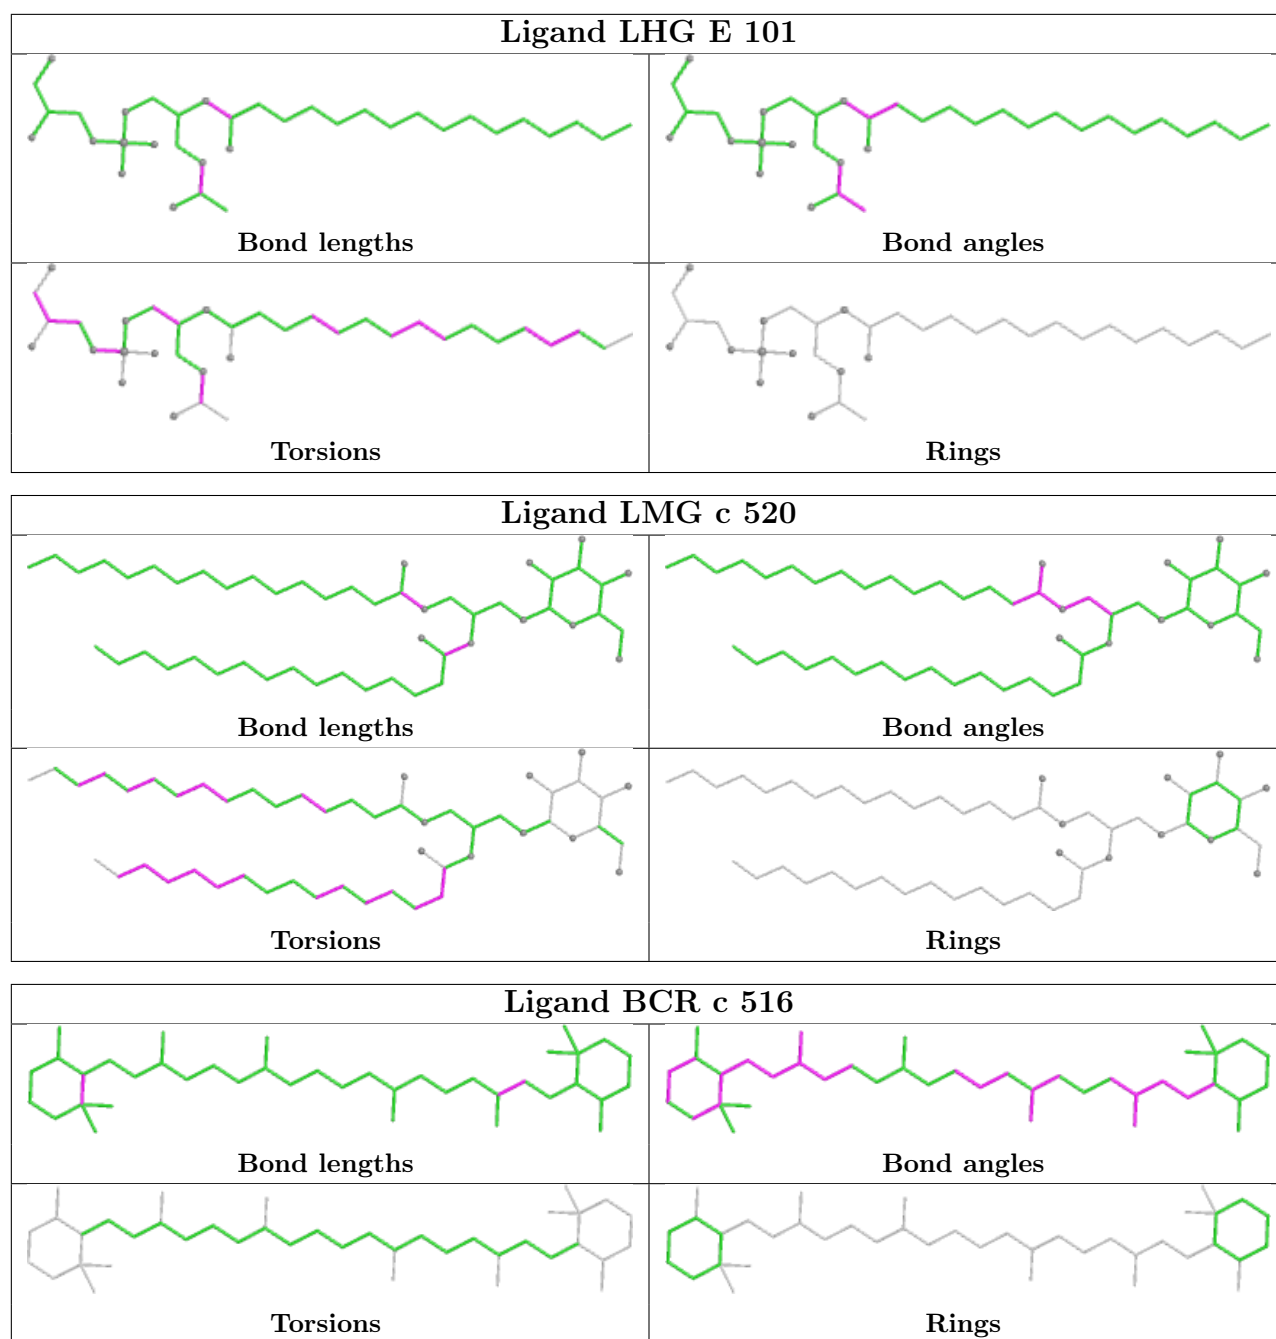 Ligand LHG E 101
Bond lengths
Bond angles
Torsions
Rings
Ligand LMG c 520
Bond lengths
Bond angles
Torsions
Rings
Ligand BCR c 516
Bond lengths
Bond angles
Torsions
Rings